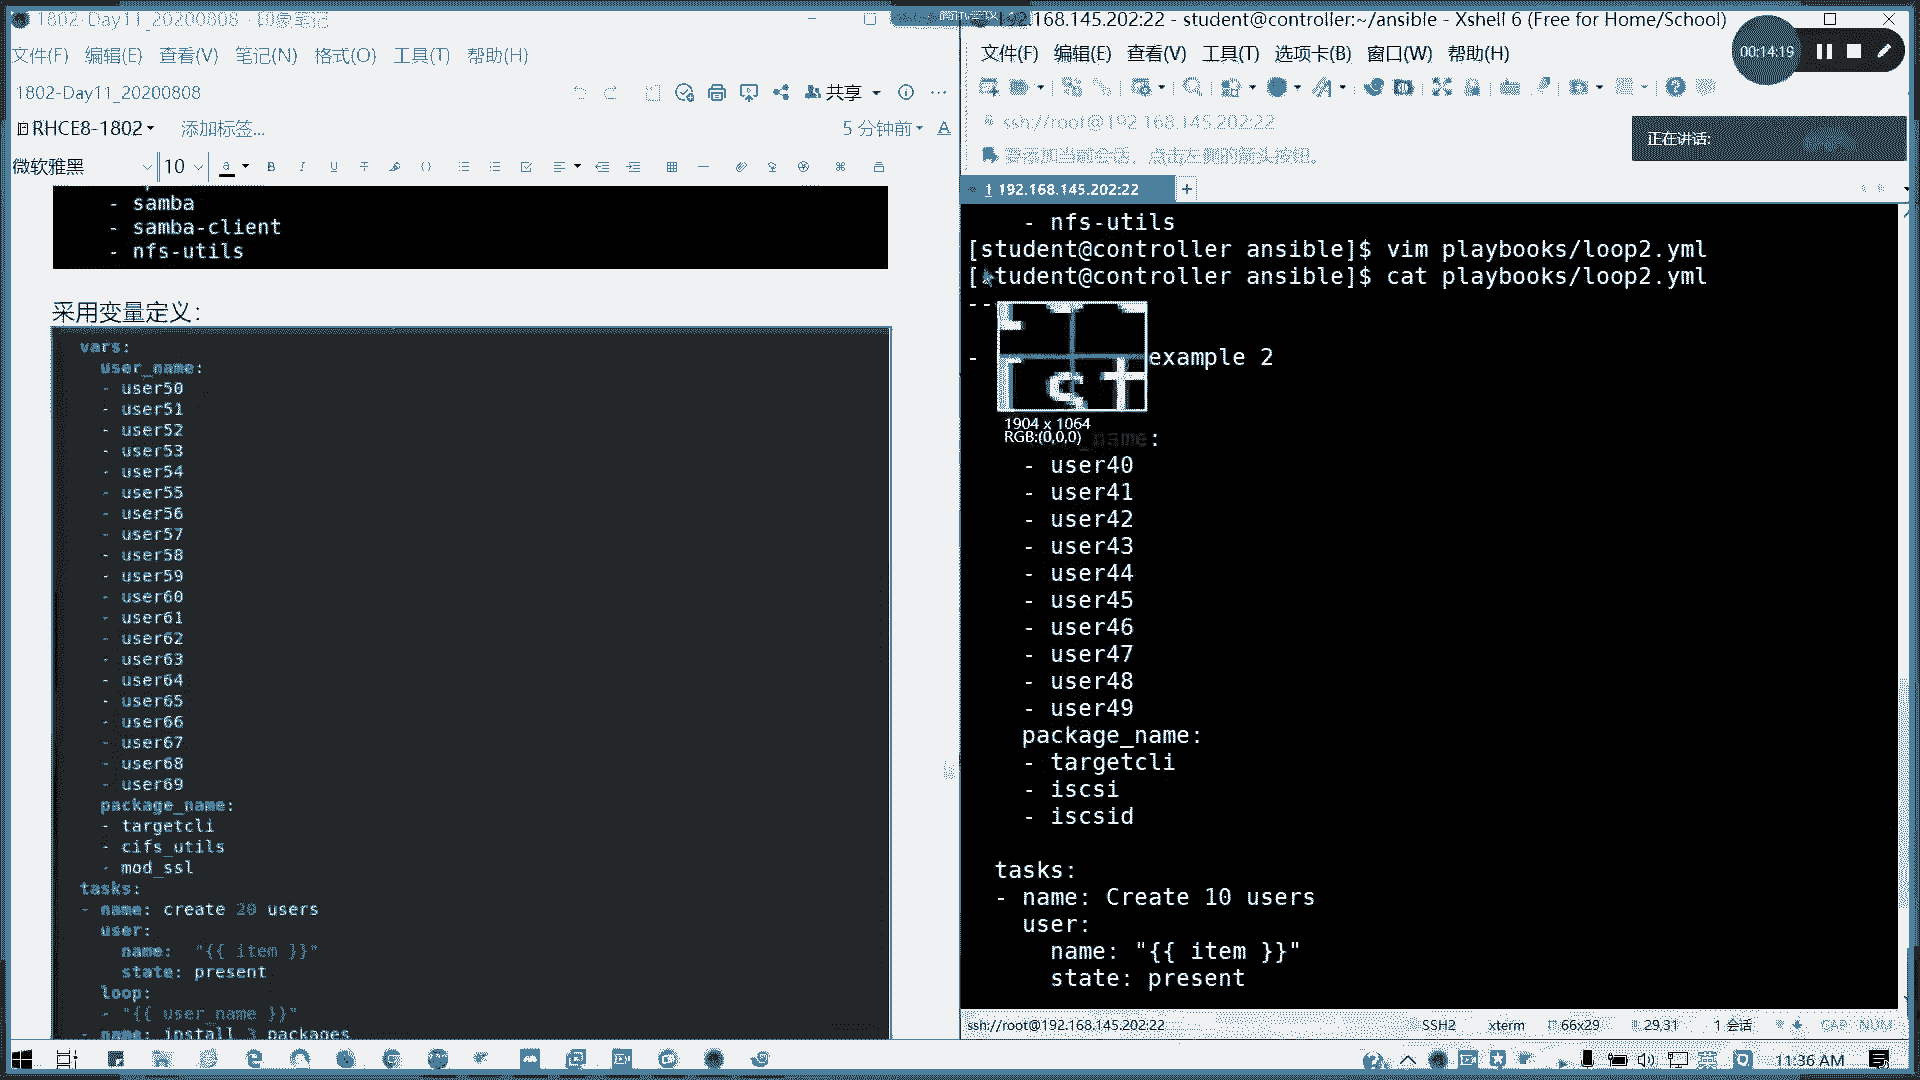 1802-Day11_20200808 - 印象笔记
文件(F) 编辑(E) 查看(V) 笔记(N) 格式(O) 工具(T) 帮助(H)
1802-Day11_20200808
共享
RHCE8-1802 添加标签...
5 分钟前
微软雅黑 10
- samba
- samba-client
- nfs-utils
采用变量定义：
vars:
user_name:
- user50
- user51
- user52
- user53
- user54
- user55
- user56
- user57
- user58
- user59
- user60
- user61
- user62
- user63
- user64
- user65
- user66
- user67
- user68
- user69
package_name:
- targetcli
- cifs_utils
- mod_ssl
tasks:
- name: create 20 users
user:
name: "{{ item }}"
state: present
loop:
- "{{ user_name }}"
- name: install 3 packages
腾讯会议
192.168.145.202:22 - student@controller:~/ansible - Xshell 6 (Free for Home/School)
文件(F) 编辑(E) 查看(V) 工具(T) 选项卡(B) 窗口(W) 帮助(H)
00:14:19
ssh://root@192.168.145.202:22
正在讲话:
要添加当前会话，点击左侧的箭头按钮。
1 192.168.145.202:22
- nfs-utils
[student@controller ansible]$ vim playbooks/loop2.yml
[student@controller ansible]$ cat playbooks/loop2.yml
--
- example 2
1904 x 1064
RGB:(0,0,0)
_name:
- user40
- user41
- user42
- user43
- user44
- user45
- user46
- user47
- user48
- user49
package_name:
- targetcli
- iscsi
- iscsid
tasks:
- name: Create 10 users
user:
name: "{{ item }}"
state: present
ssh://root@192.168.145.202:22 SSH2 xterm 66x29 29,31 1 会话 CAP NUM
英
11:36 AM